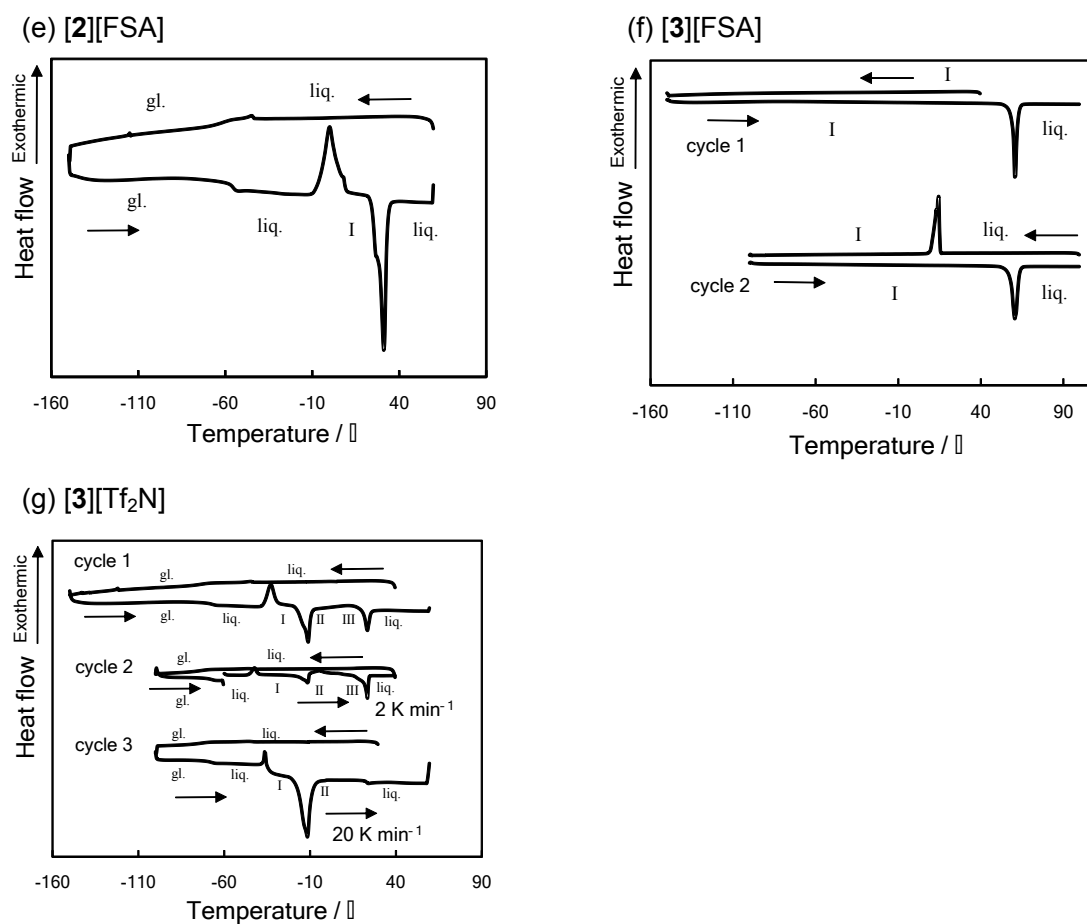 (e) [2][FSA]
Exothermic
Heat flow
gl.
liq.
gl.
liq.
I
liq.
-160 -110 -60 -10 40 90
Temperature / 􀀀
(f) [3][FSA]
Exothermic
Heat flow
I
I
liq.
cycle 1
I
liq.
cycle 2
I
liq.
-160 -110 -60 -10 40
Temperature / 􀀀
(g) [3][Tf₂N]
Exothermic
Heat flow
cycle 1
gl.
liq.
gl.
liq.
I
II
III
liq.
cycle 2
gl.
liq.
gl.
liq.
I
II
III
liq.
2 K min⁻¹
cycle 3
gl.
liq.
gl.
liq.
I
II
liq.
20 K min⁻¹
-160 -110 -60 -10 40 90
Temperature / 􀀀